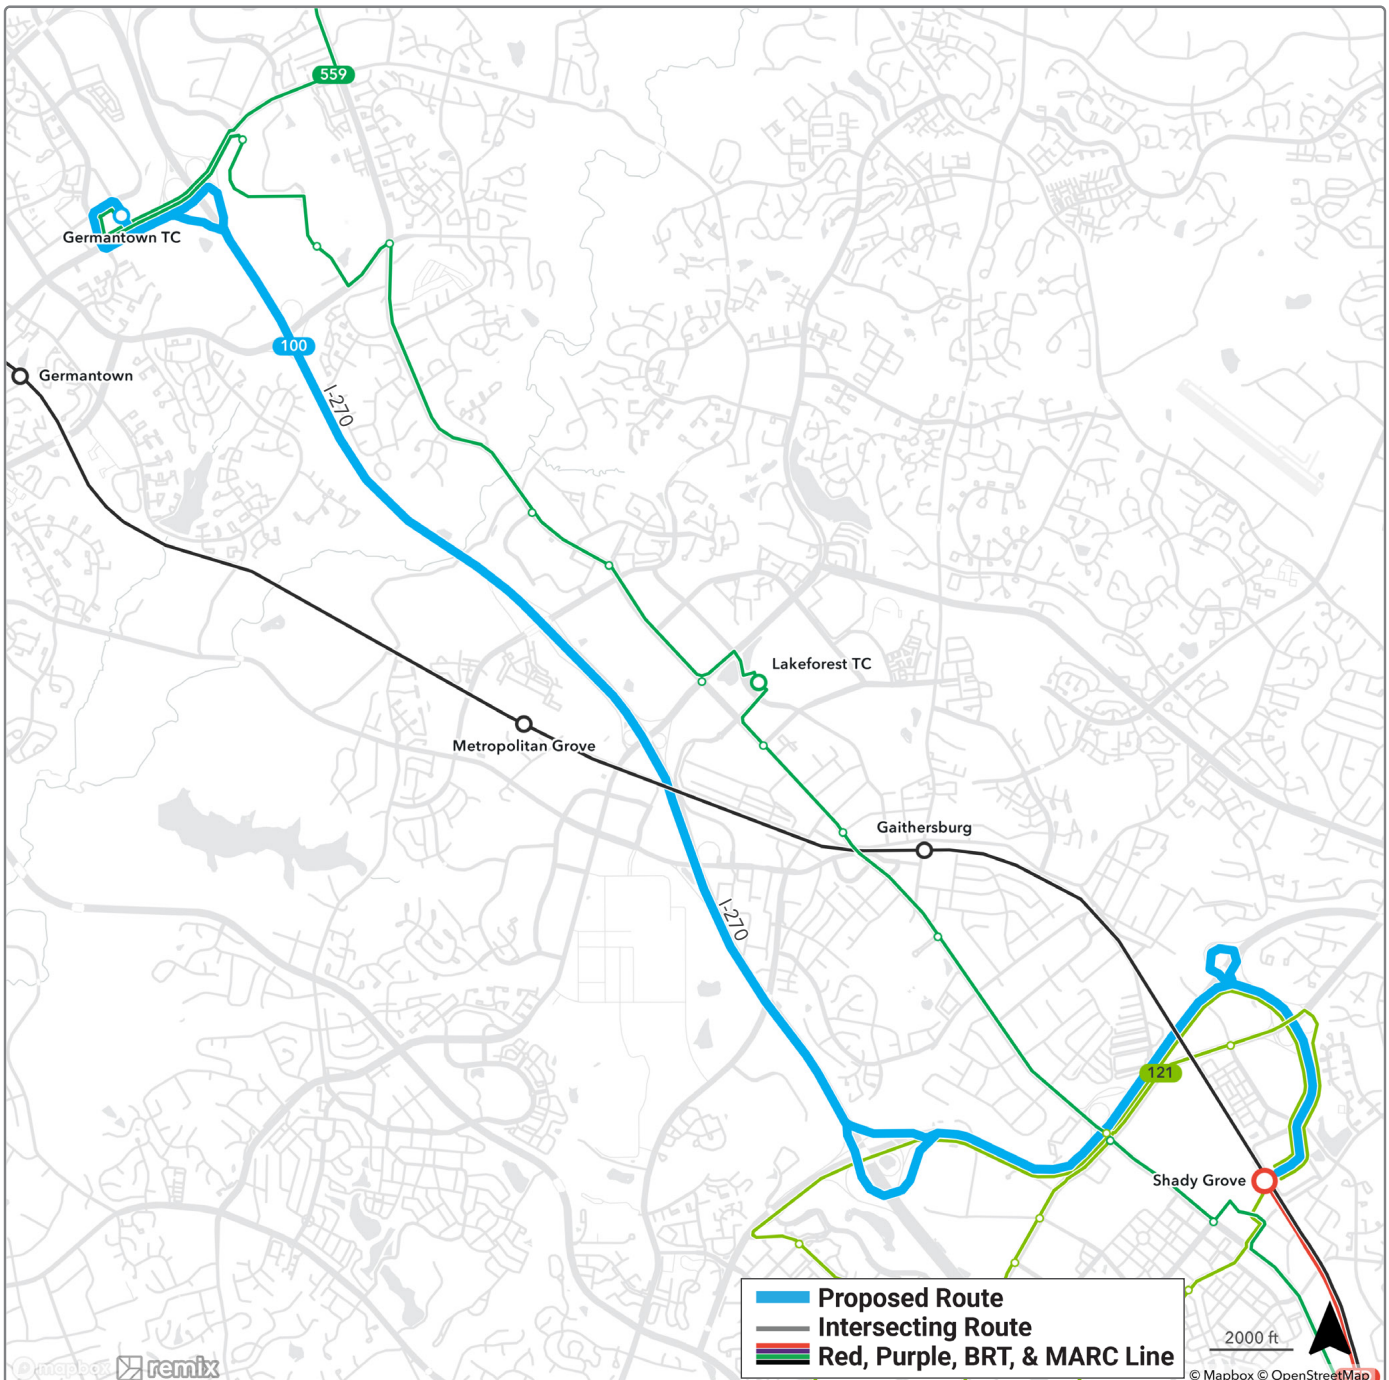 559
Germantown TC
100
I-270
Germantown
Lakeforest TC
Metropolitan Grove
Gaithersburg
I-270
121
Shady Grove
Proposed Route
Intersecting Route
Red, Purple, BRT, & MARC Line
2000 ft
mapbox remix
© Mapbox © OpenStreetMap